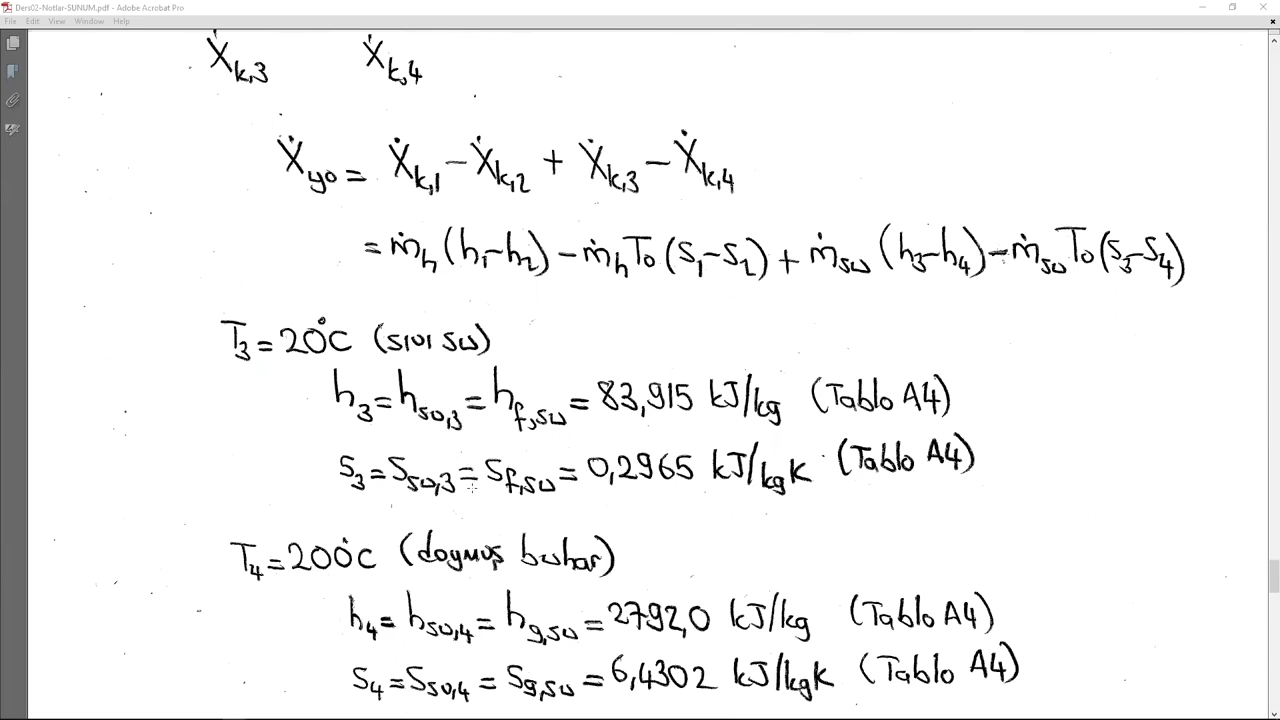 Ders02-Notlar-SUNUM.pdf - Adobe Acrobat Pro
File Edit View Window Help
Ẋk,3 Ẋk,4
Ẋyo = Ẋk,1 - Ẋk,2 + Ẋk,3 - Ẋk,4
= ṁh (h1-h2) - ṁh T0 (s1-s2) + ṁsu (h3-h4) - ṁsu T0 (s3-s4)
T3 = 20°C (sıvı su)
h3 = hsu,3 = hf,su = 83,915 kJ/kg (Tablo A4)
s3 = ssu,3 = sf,su = 0,2965 kJ/kgK (Tablo A4)
T4 = 200°C (doymuş buhar)
h4 = hsu,4 = hg,su = 2792,0 kJ/kg (Tablo A4)
s4 = ssu,4 = sg,su = 6,4302 kJ/kgK (Tablo A4)